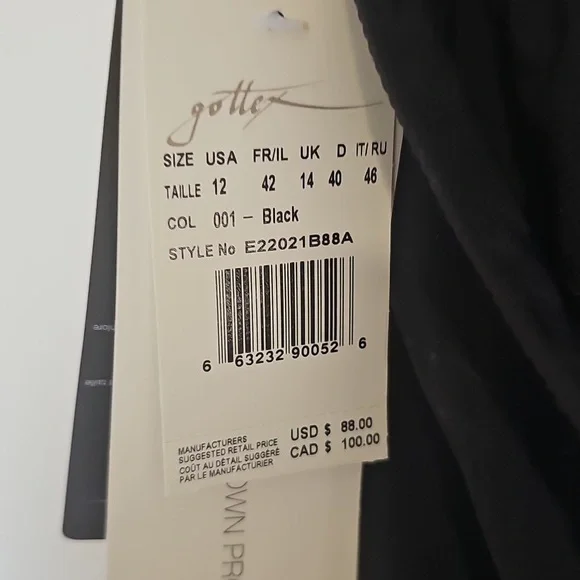 gottex
SIZE USA FR/IL UK D IT/RU
TAILLE 12 42 14 40 46
COL 001 - Black
STYLE No E22021B88A
6 63232 90052 6
MANUFACTURERS
SUGGESTED RETAIL PRICE
COÛT AU DÉTAIL SUGGÉRÉ
PAR LE MANUFACTURIER
USD $ 88.00
CAD $ 100.00
OWN PR